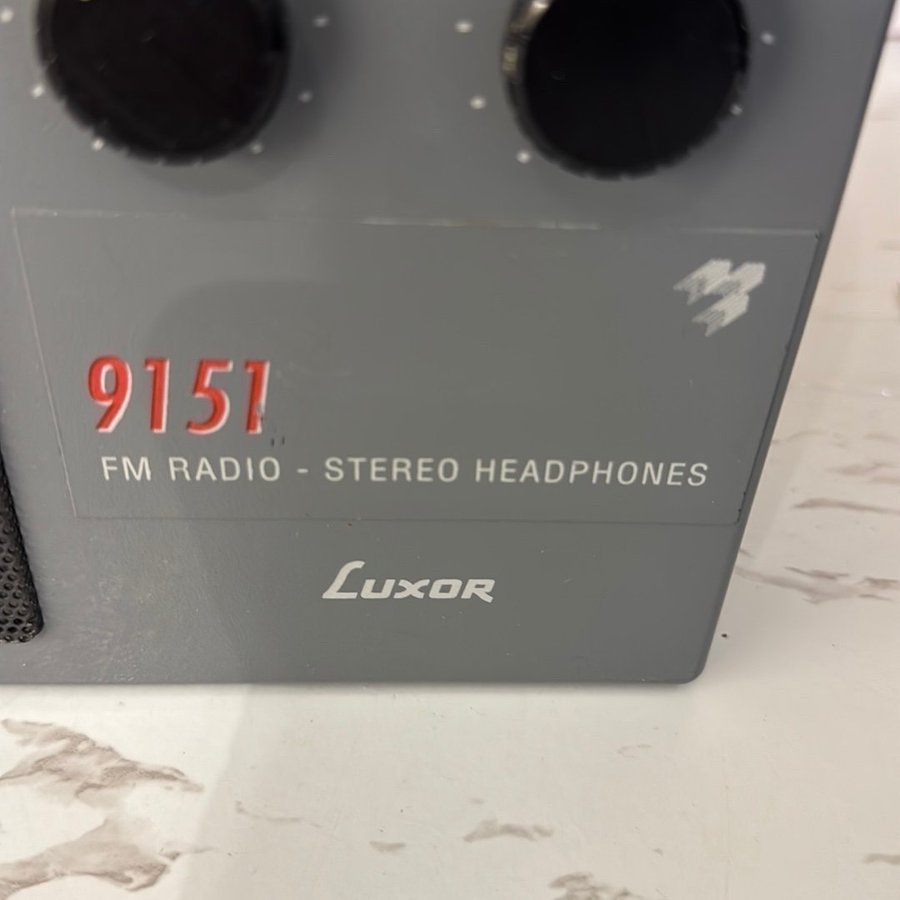 9151
FM RADIO - STEREO HEADPHONES
LUXOR